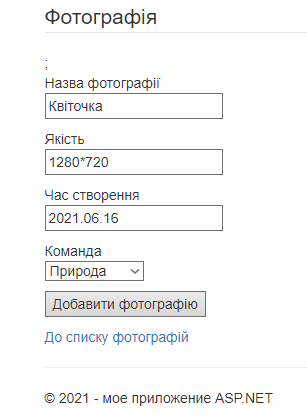 Фотографія
;
Назва фотографії
Квіточка
Якість
1280*720
Час створення
2021.06.16
Команда
Природа
Добавити фотографію
До списку фотографій
© 2021 - мое приложение ASP.NET